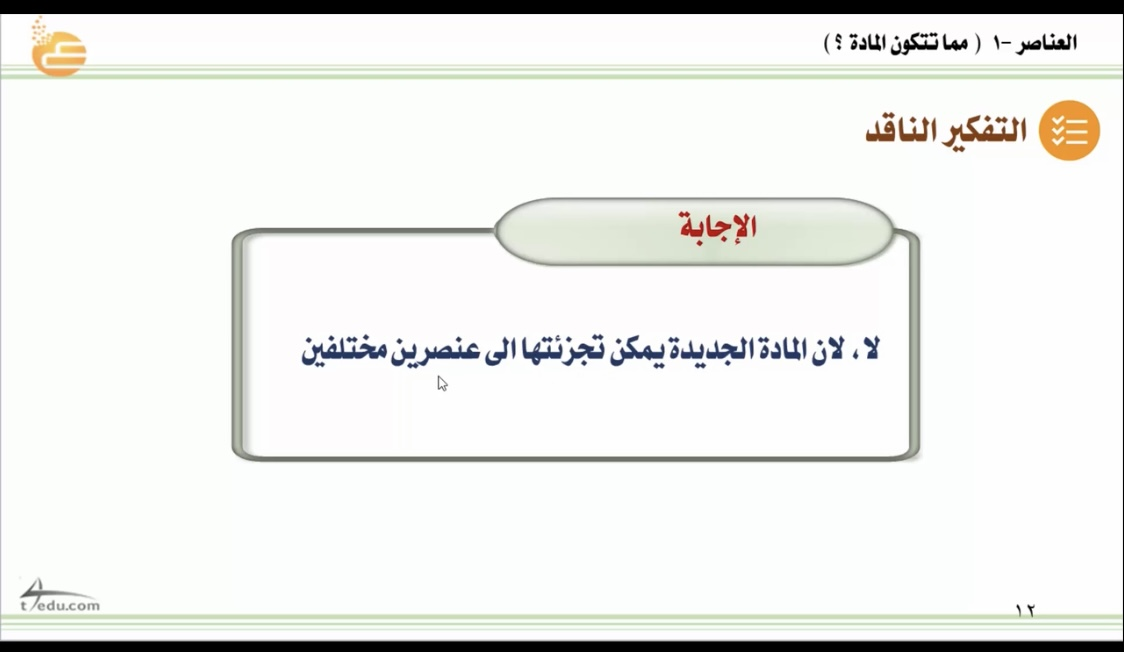 العناصر -١ ( مما تتكون المادة ؟ )
التفكير الناقد
الإجابة
لا ، لان المادة الجديدة يمكن تجزئتها الى عنصرين مختلفين
t4edu.com
١٢